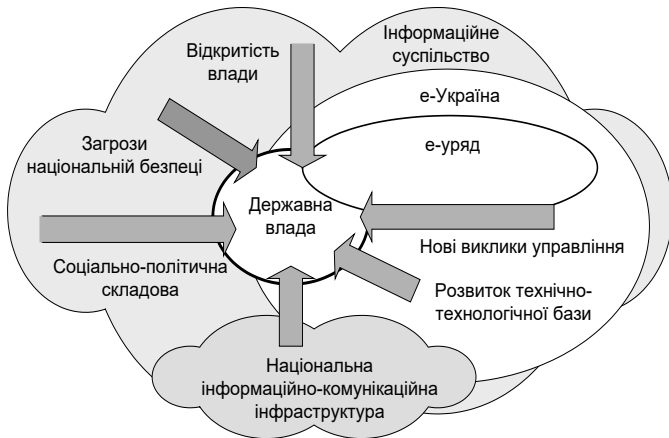 Відкритість
влади
Інформаційне
суспільство
е-Україна
е-уряд
Загрози
національній безпеці
Державна
влада
Нові виклики управління
Соціально-політична
складова
Розвиток технічно-
технологічної бази
Національна
інформаційно-комунікаційна
інфраструктура